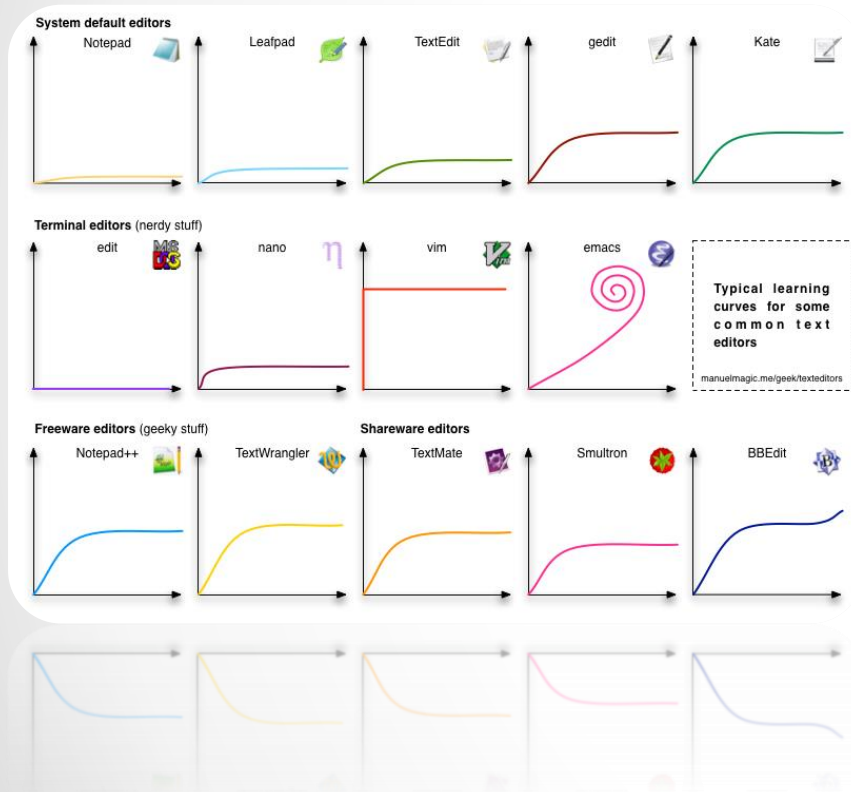 System default editors
Notepad
Leafpad
TextEdit
gedit
Kate
Terminal editors (nerdy stuff)
edit
MS
DOS
nano
η
vim
emacs
Typical learning
curves for some
common text
editors
manuelmagic.me/geek/texteditors
Freeware editors (geeky stuff)
Shareware editors
Notepad++
TextWrangler
TextMate
Smultron
BBEdit
B